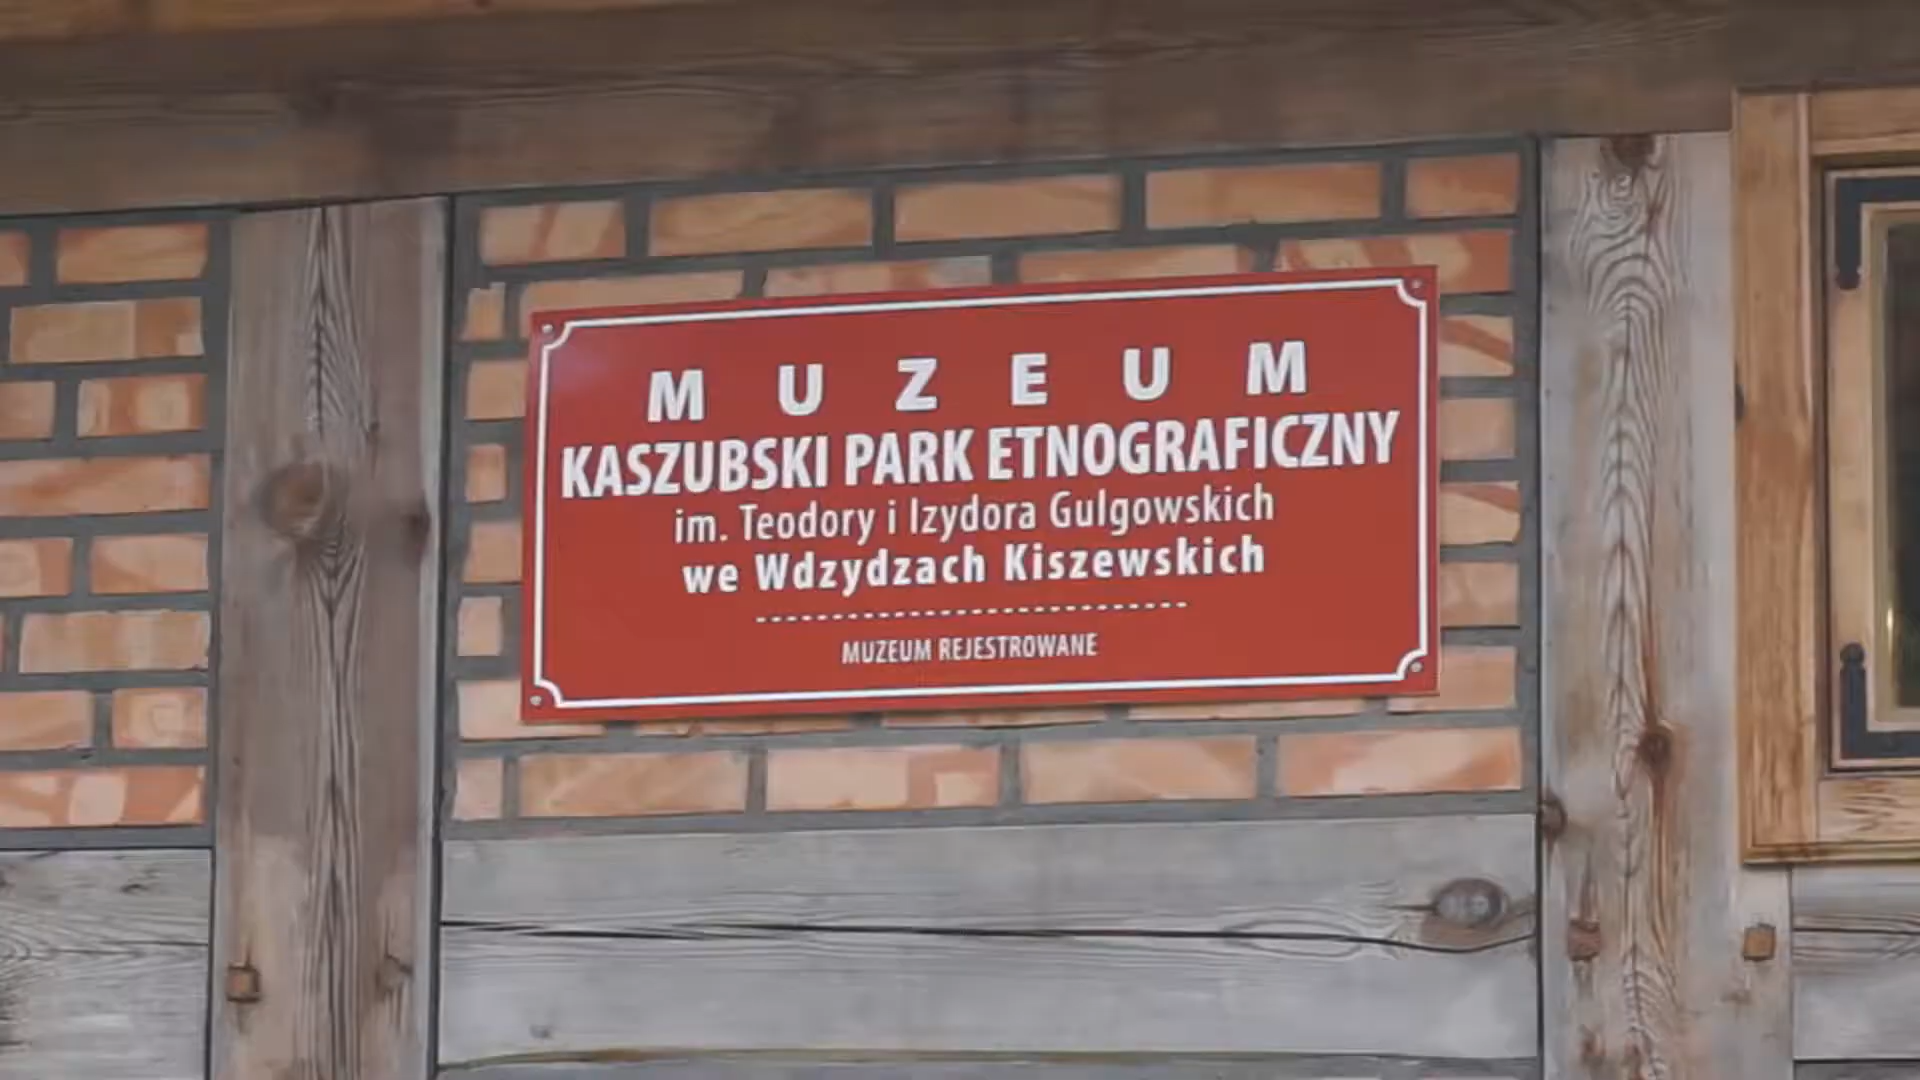 MUZEUM
KASZUBSKI PARK ETNOGRAFICZNY
im. Teodory i Izydora Gulgowskich
we Wdzydzach Kiszewskich
MUZEUM REJESTROWANE